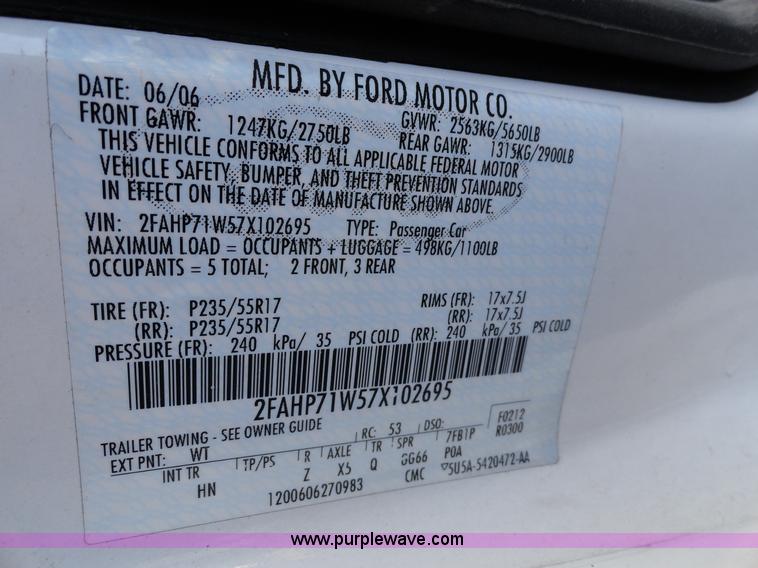 MFD. BY FORD MOTOR CO.
DATE: 06/06 GVWR: 2563KG/5650LB
FRONT GAWR: 1247KG/2750LB REAR GAWR: 1315KG/2900LB
THIS VEHICLE CONFORMS TO ALL APPLICABLE FEDERAL MOTOR
VEHICLE SAFETY, BUMPER, AND THEFT PREVENTION STANDARDS
IN EFFECT ON THE DATE OF MANUFACTURE SHOWN ABOVE.
VIN: 2FAHP71W57X102695 TYPE: Passenger Car
MAXIMUM LOAD = OCCUPANTS + LUGGAGE = 498KG/1100LB
OCCUPANTS = 5 TOTAL; 2 FRONT, 3 REAR
TIRE (FR): P235/55R17 RIMS (FR): 17x7.5J
(RR): P235/55R17 (RR): 17x7.5J
PRESSURE (FR): 240 kPa/ 35 PSI COLD (RR): 240 kPa/ 35 PSI COLD
2FAHP71W57X102695
TRAILER TOWING - SEE OWNER GUIDE RC: 53 DSO: F0212
EXT PNT: WT 7FB1P R0300
INT TR TP/PS R AXLE TR SPR POA
HN Z X5 Q GG66 ▽5U5A-5420472-AA
1200606270983 CMC
www.purplewave.com